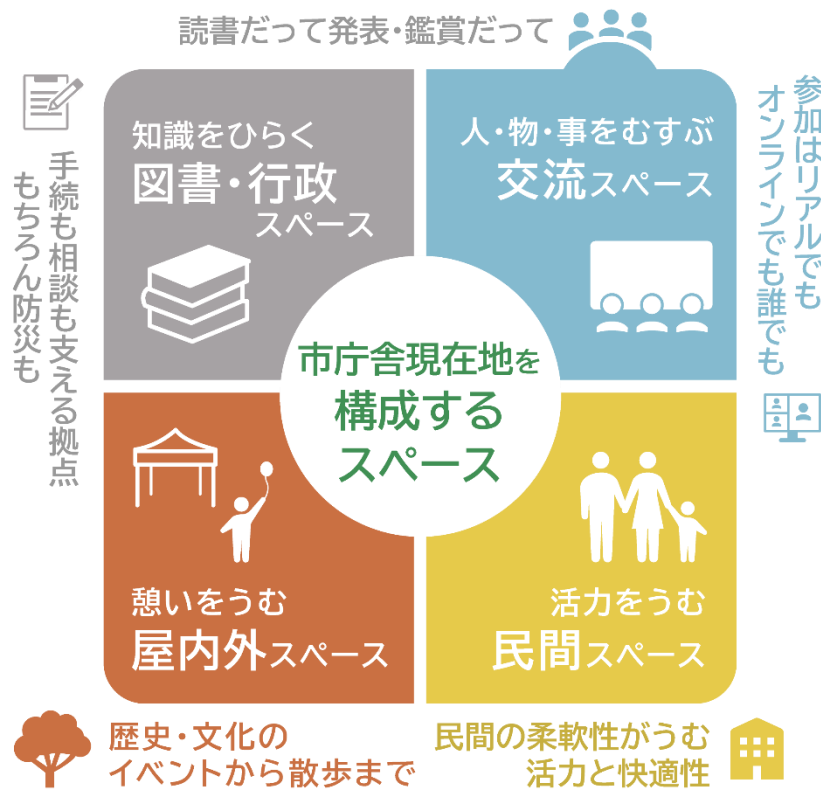 読書だって発表・鑑賞だって
手続も相談も支える拠点
もちろん防災も
知識をひらく
図書・行政
スペース
人・物・事をむすぶ
交流スペース
参加はリアルでも
オンラインでも誰でも
市庁舎現在地を
構成する
スペース
憩いをうむ
屋内外スペース
活力をうむ
民間スペース
歴史・文化の
イベントから散歩まで
民間の柔軟性がうむ
活力と快適性